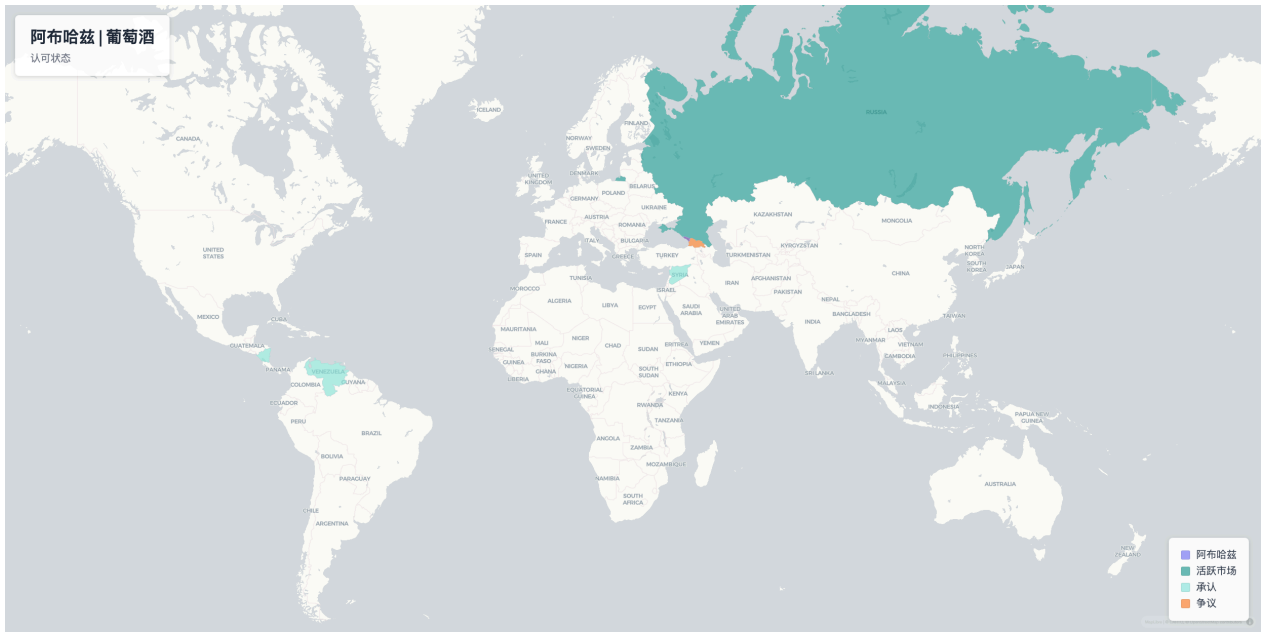 阿布哈兹 | 葡萄酒
认可状态
ICELAND
CANADA
RUSSIA
NORWAY
FINLAND
SWEDEN
UNITED
KINGDOM
DENMARK
POLAND
BELARUS
GERMANY
UKRAINE
FRANCE
AUSTRIA
ROMANIA
KAZAKHSTAN
MONGOLIA
ITALY
BULGARIA
SPAIN
GREECE
TURKEY
KYRGYZSTAN
TURKMENISTAN
NORTH
KOREA
SOUTH
KOREA
JAPAN
UNITED
STATES
CHINA
TUNISIA
SYRIA
IRAN
AFGHANISTAN
PAKISTAN
MOROCCO
ISRAEL
ALGERIA
LIBYA
EGYPT
SAUDI
ARABIA
UNITED
ARAB
EMIRATES
NEPAL
BANGLADESH
TAIWAN
INDIA
MEXICO
CUBA
MAURITANIA
MALI
NIGER
CHAD
SUDAN
ERITREA
YEMEN
MYANMAR
LAOS
VIETNAM
GUATEMALA
SENEGAL
BURKINA
FASO
CAMBODIA
PHILIPPINES
GUINEA
GHANA
NIGERIA
SOUTH
SUDAN
ETHIOPIA
SRI LANKA
PANAMA
VENEZUELA
LIBERIA
COLOMBIA
GUYANA
EQUATORIAL
GUINEA
KENYA
MALAYSIA
ECUADOR
RWANDA
INDONESIA
PERU
BRAZIL
TANZANIA
PAPUA NEW
GUINEA
ANGOLA
ZAMBIA
BOLIVIA
MOZAMBIQUE
PARAGUAY
NAMIBIA
AUSTRALIA
SOUTH
AFRICA
CHILE
ARGENTINA
NEW
ZEALAND
阿布哈兹
活跃市场
承认
争议